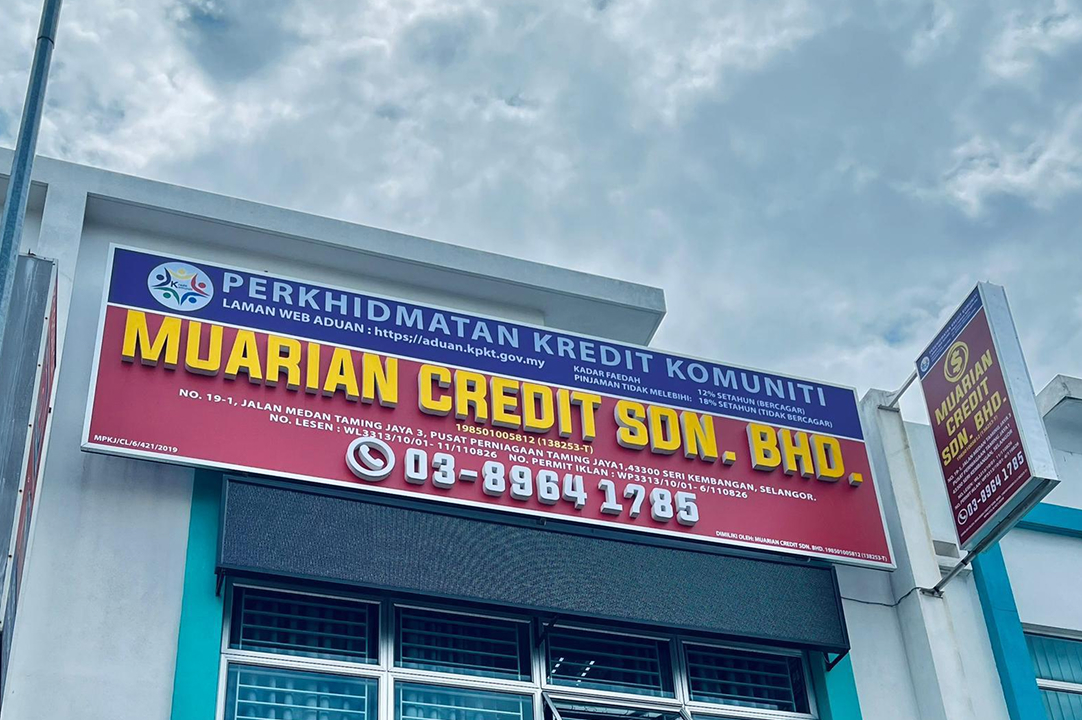 PERKHIDMATAN KREDIT KOMUNITI
LAMAN WEB ADUAN : https://aduan.kpkt.gov.my
KADAR FAEDAH
PINJAMAN TIDAK MELEBIHI: 12% SETAHUN (BERCAGAR)
18% SETAHUN (TIDAK BERCAGAR)
MUARIAN CREDIT SDN. BHD.
198501005812 (138253-T)
NO. 19-1, JALAN MEDAN TAMING JAYA 3, PUSAT PERNIAGAAN TAMING JAYA1,43300 SERI KEMBANGAN, SELANGOR.
NO. LESEN : WL3313/10/01- 11/110826 NO. PERMIT IKLAN : WP3313/10/01- 6/110826
03-8964 1785
MPKJ/CL/6/421/2019
DIMILIKI OLEH: MUARIAN CREDIT SDN. BHD. 198501005812 (138253-T)
MUARIAN
CREDIT
SDN. BHD.
03-8964 1785